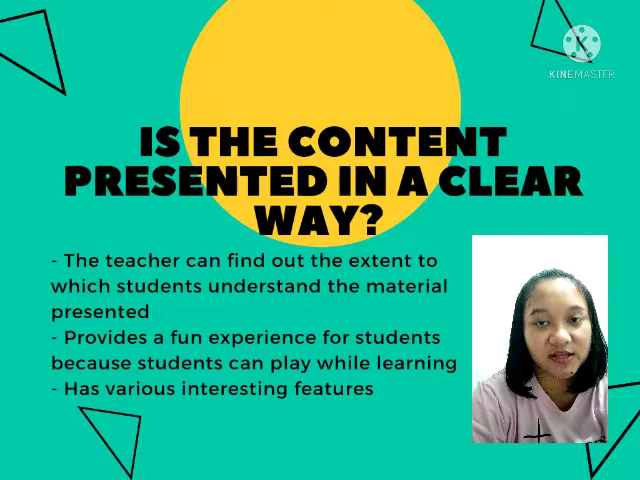 K
KINEMASTER
IS THE CONTENT
PRESENTED IN A CLEAR
WAY?
- The teacher can find out the extent to
which students understand the material
presented
- Provides a fun experience for students
because students can play while learning
- Has various interesting features